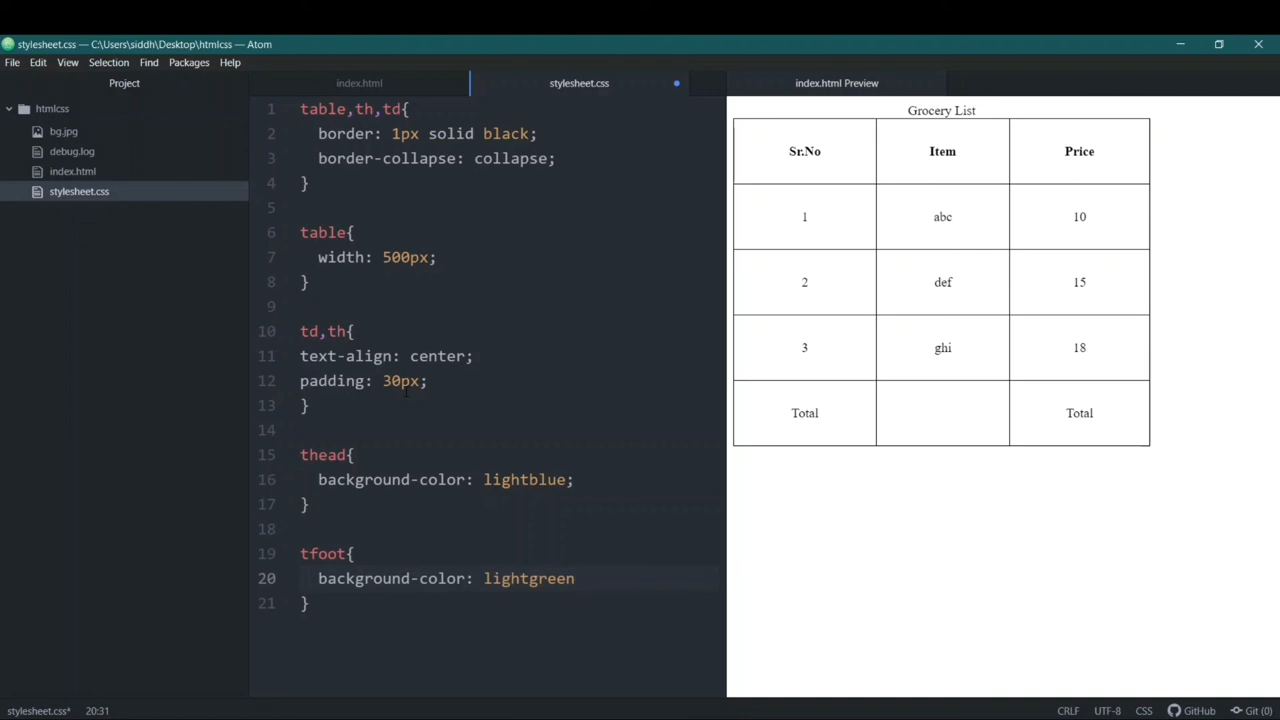 stylesheet.css — C:\Users\siddh\Desktop\htmlcss — Atom
File Edit View Selection Find Packages Help
Project
htmlcss
bg.jpg
debug.log
index.html
stylesheet.css
index.html
stylesheet.css
1 table,th,td{
2 border: 1px solid black;
3 border-collapse: collapse;
4 }
5
6 table{
7 width: 500px;
8 }
9
10 td,th{
11 text-align: center;
12 padding: 30px;
13 }
14
15 thead{
16 background-color: lightblue;
17 }
18
19 tfoot{
20 background-color: lightgreen
21 }
index.html Preview
Grocery List
Sr.No Item Price
1 abc 10
2 def 15
3 ghi 18
Total Total
stylesheet.css* 20:31 CRLF UTF-8 CSS GitHub Git (0)